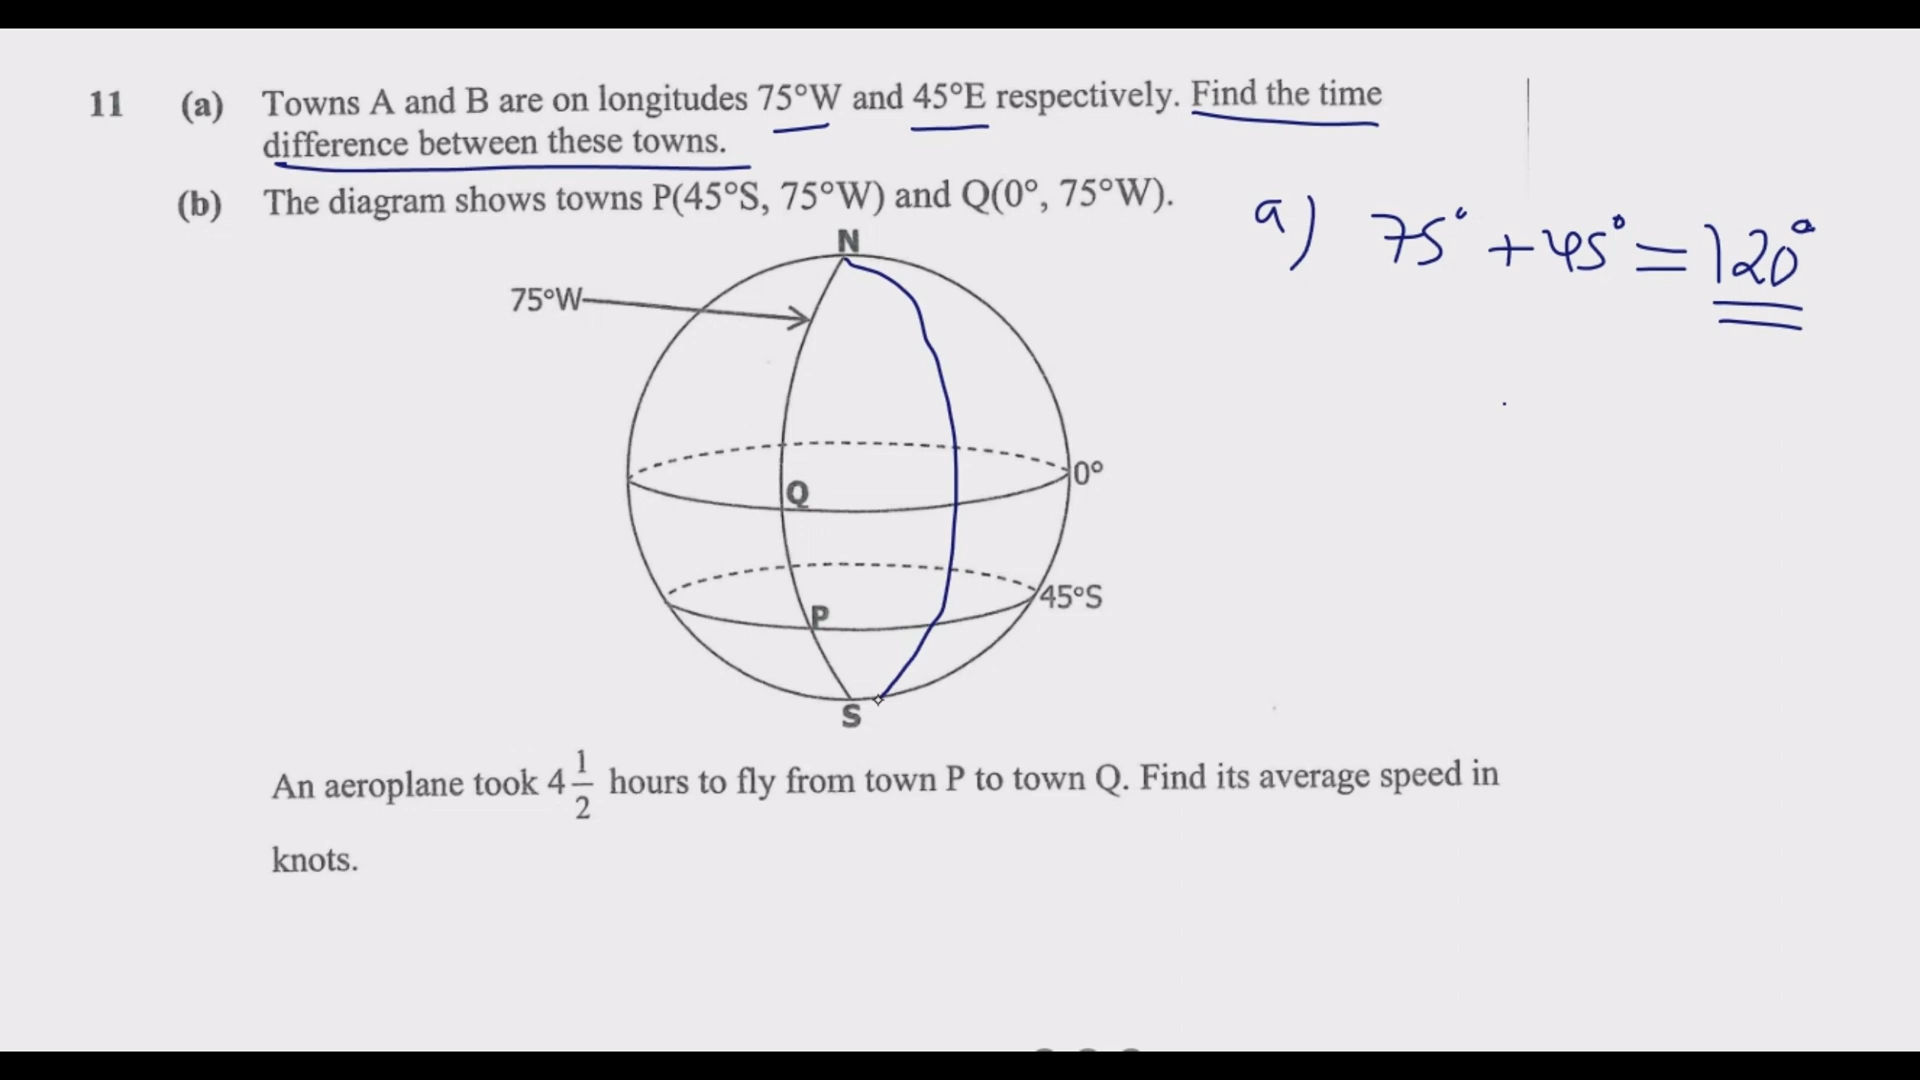 11 (a) Towns A and B are on longitudes 75°W and 45°E respectively. Find the time
difference between these towns.
(b) The diagram shows towns P(45°S, 75°W) and Q(0°, 75°W).
a) 75° + 45° = 120°
N
75°W
0°
Q
45°S
P
S
An aeroplane took 4 1/2 hours to fly from town P to town Q. Find its average speed in
knots.